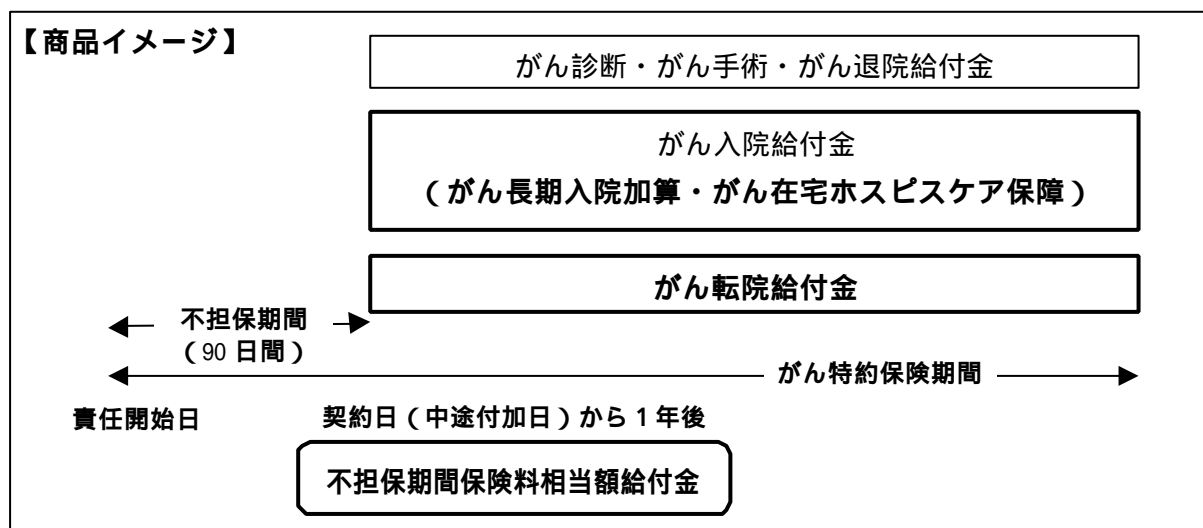 【商品イメージ】
がん診断・がん手術・がん退院給付金
がん入院給付金
（がん長期入院加算・がん在宅ホスピスケア保障）
がん転院給付金
不担保期間
（90 日間）
がん特約保険期間
責任開始日
契約日（中途付加日）から 1 年後
不担保期間保険料相当額給付金